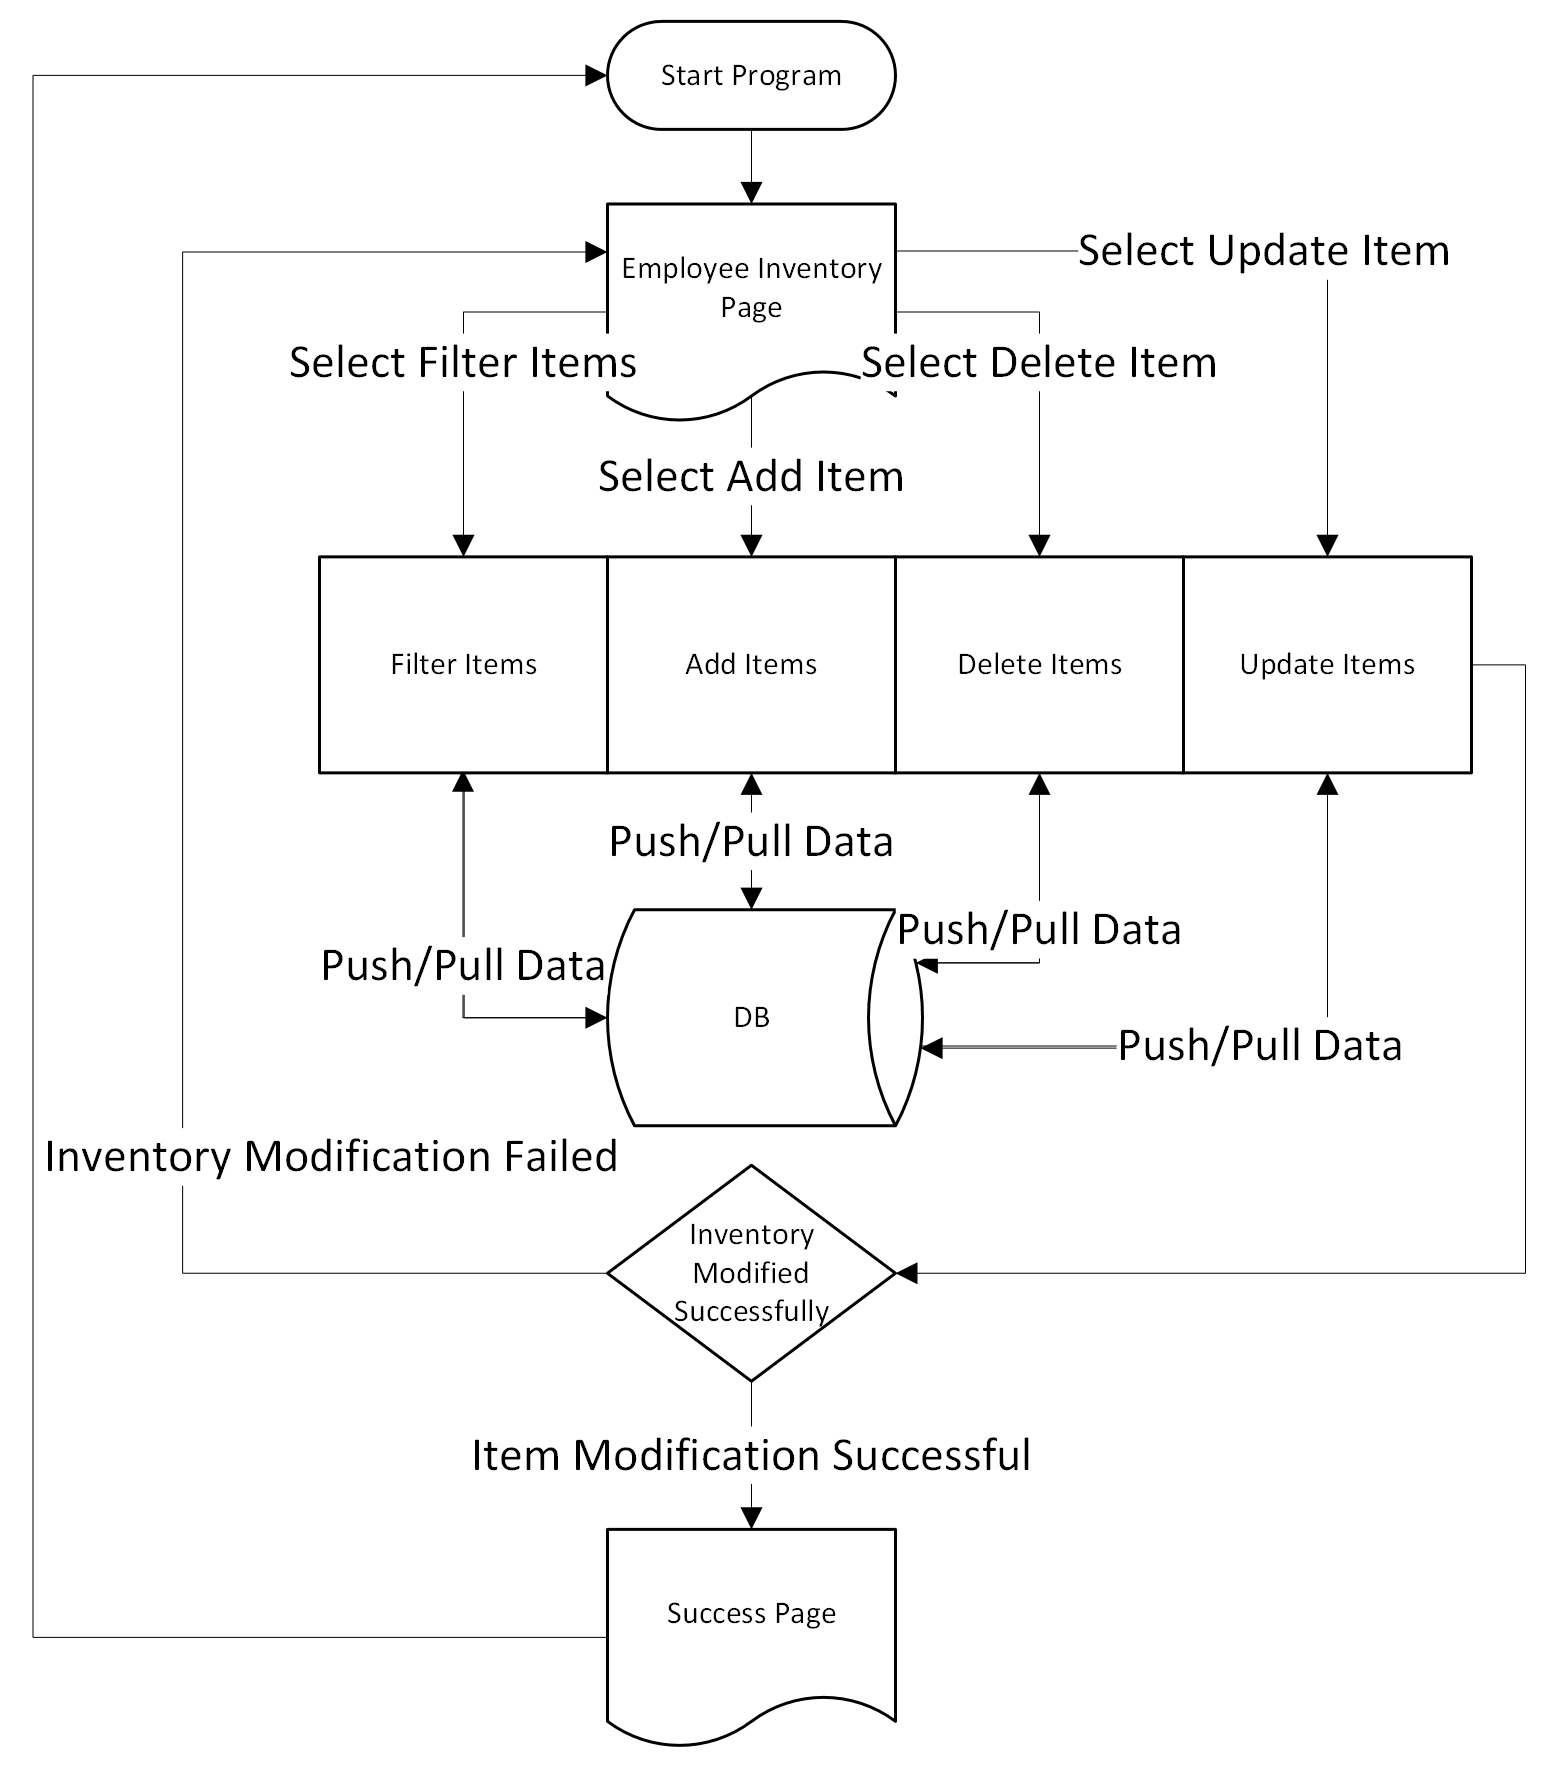 Start Program
Employee Inventory
Page
Select Update Item
Select Filter Items
Select Delete Item
Select Add Item
Filter Items
Add Items
Delete Items
Update Items
Push/Pull Data
Push/Pull Data
Push/Pull Data
DB
Push/Pull Data
Inventory Modification Failed
Inventory
Modified
Successfully
Item Modification Successful
Success Page